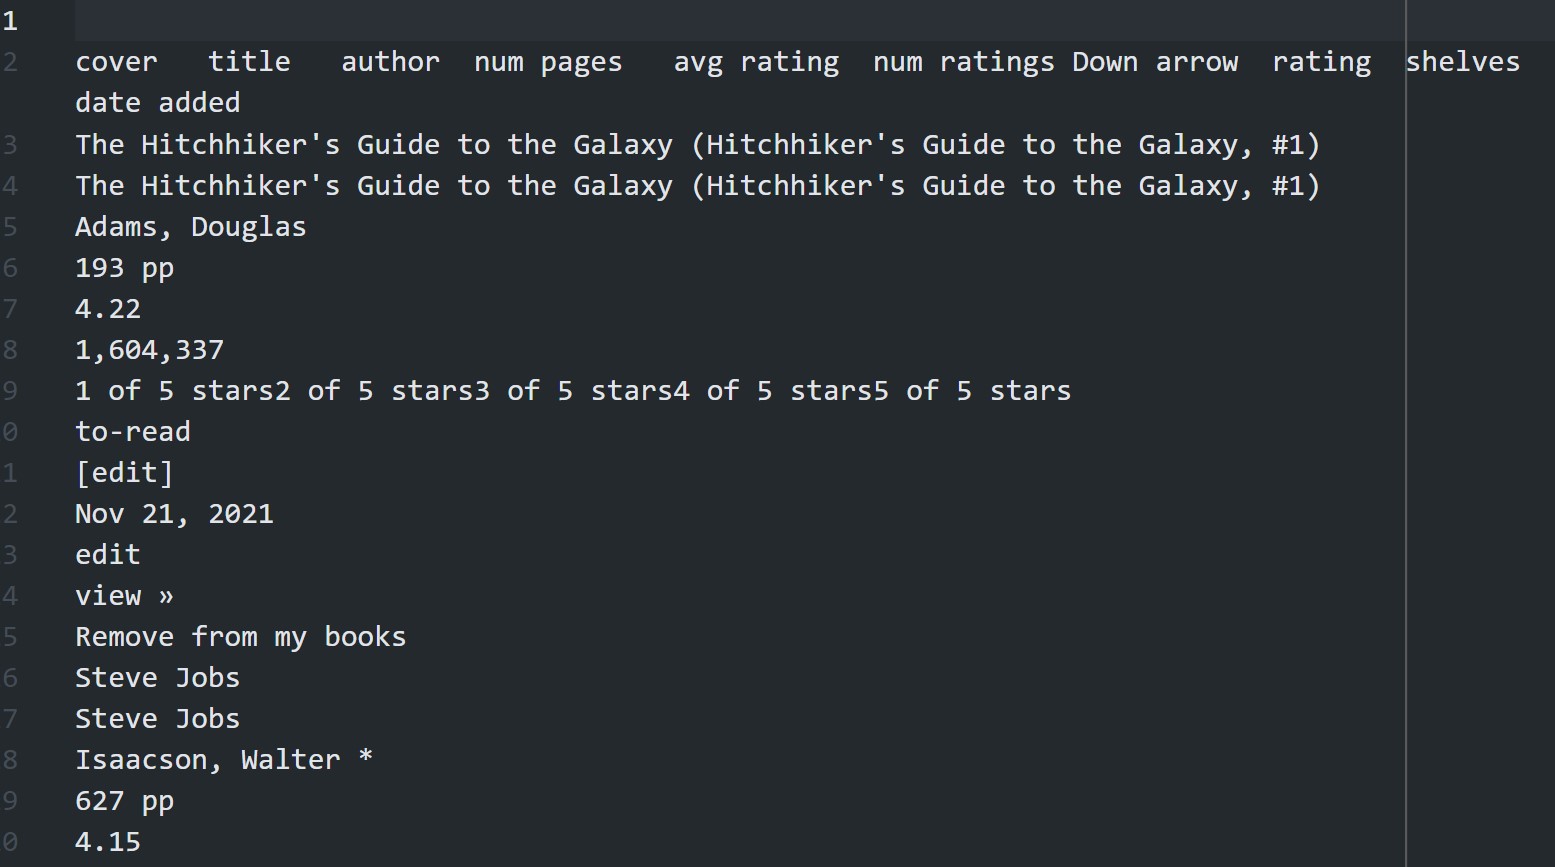 1
2 cover title author num pages avg rating num ratings Down arrow rating shelves
date added
3 The Hitchhiker's Guide to the Galaxy (Hitchhiker's Guide to the Galaxy, #1)
4 The Hitchhiker's Guide to the Galaxy (Hitchhiker's Guide to the Galaxy, #1)
5 Adams, Douglas
6 193 pp
7 4.22
8 1,604,337
9 1 of 5 stars2 of 5 stars3 of 5 stars4 of 5 stars5 of 5 stars
0 to-read
1 [edit]
2 Nov 21, 2021
3 edit
4 view »
5 Remove from my books
6 Steve Jobs
7 Steve Jobs
8 Isaacson, Walter *
9 627 pp
0 4.15